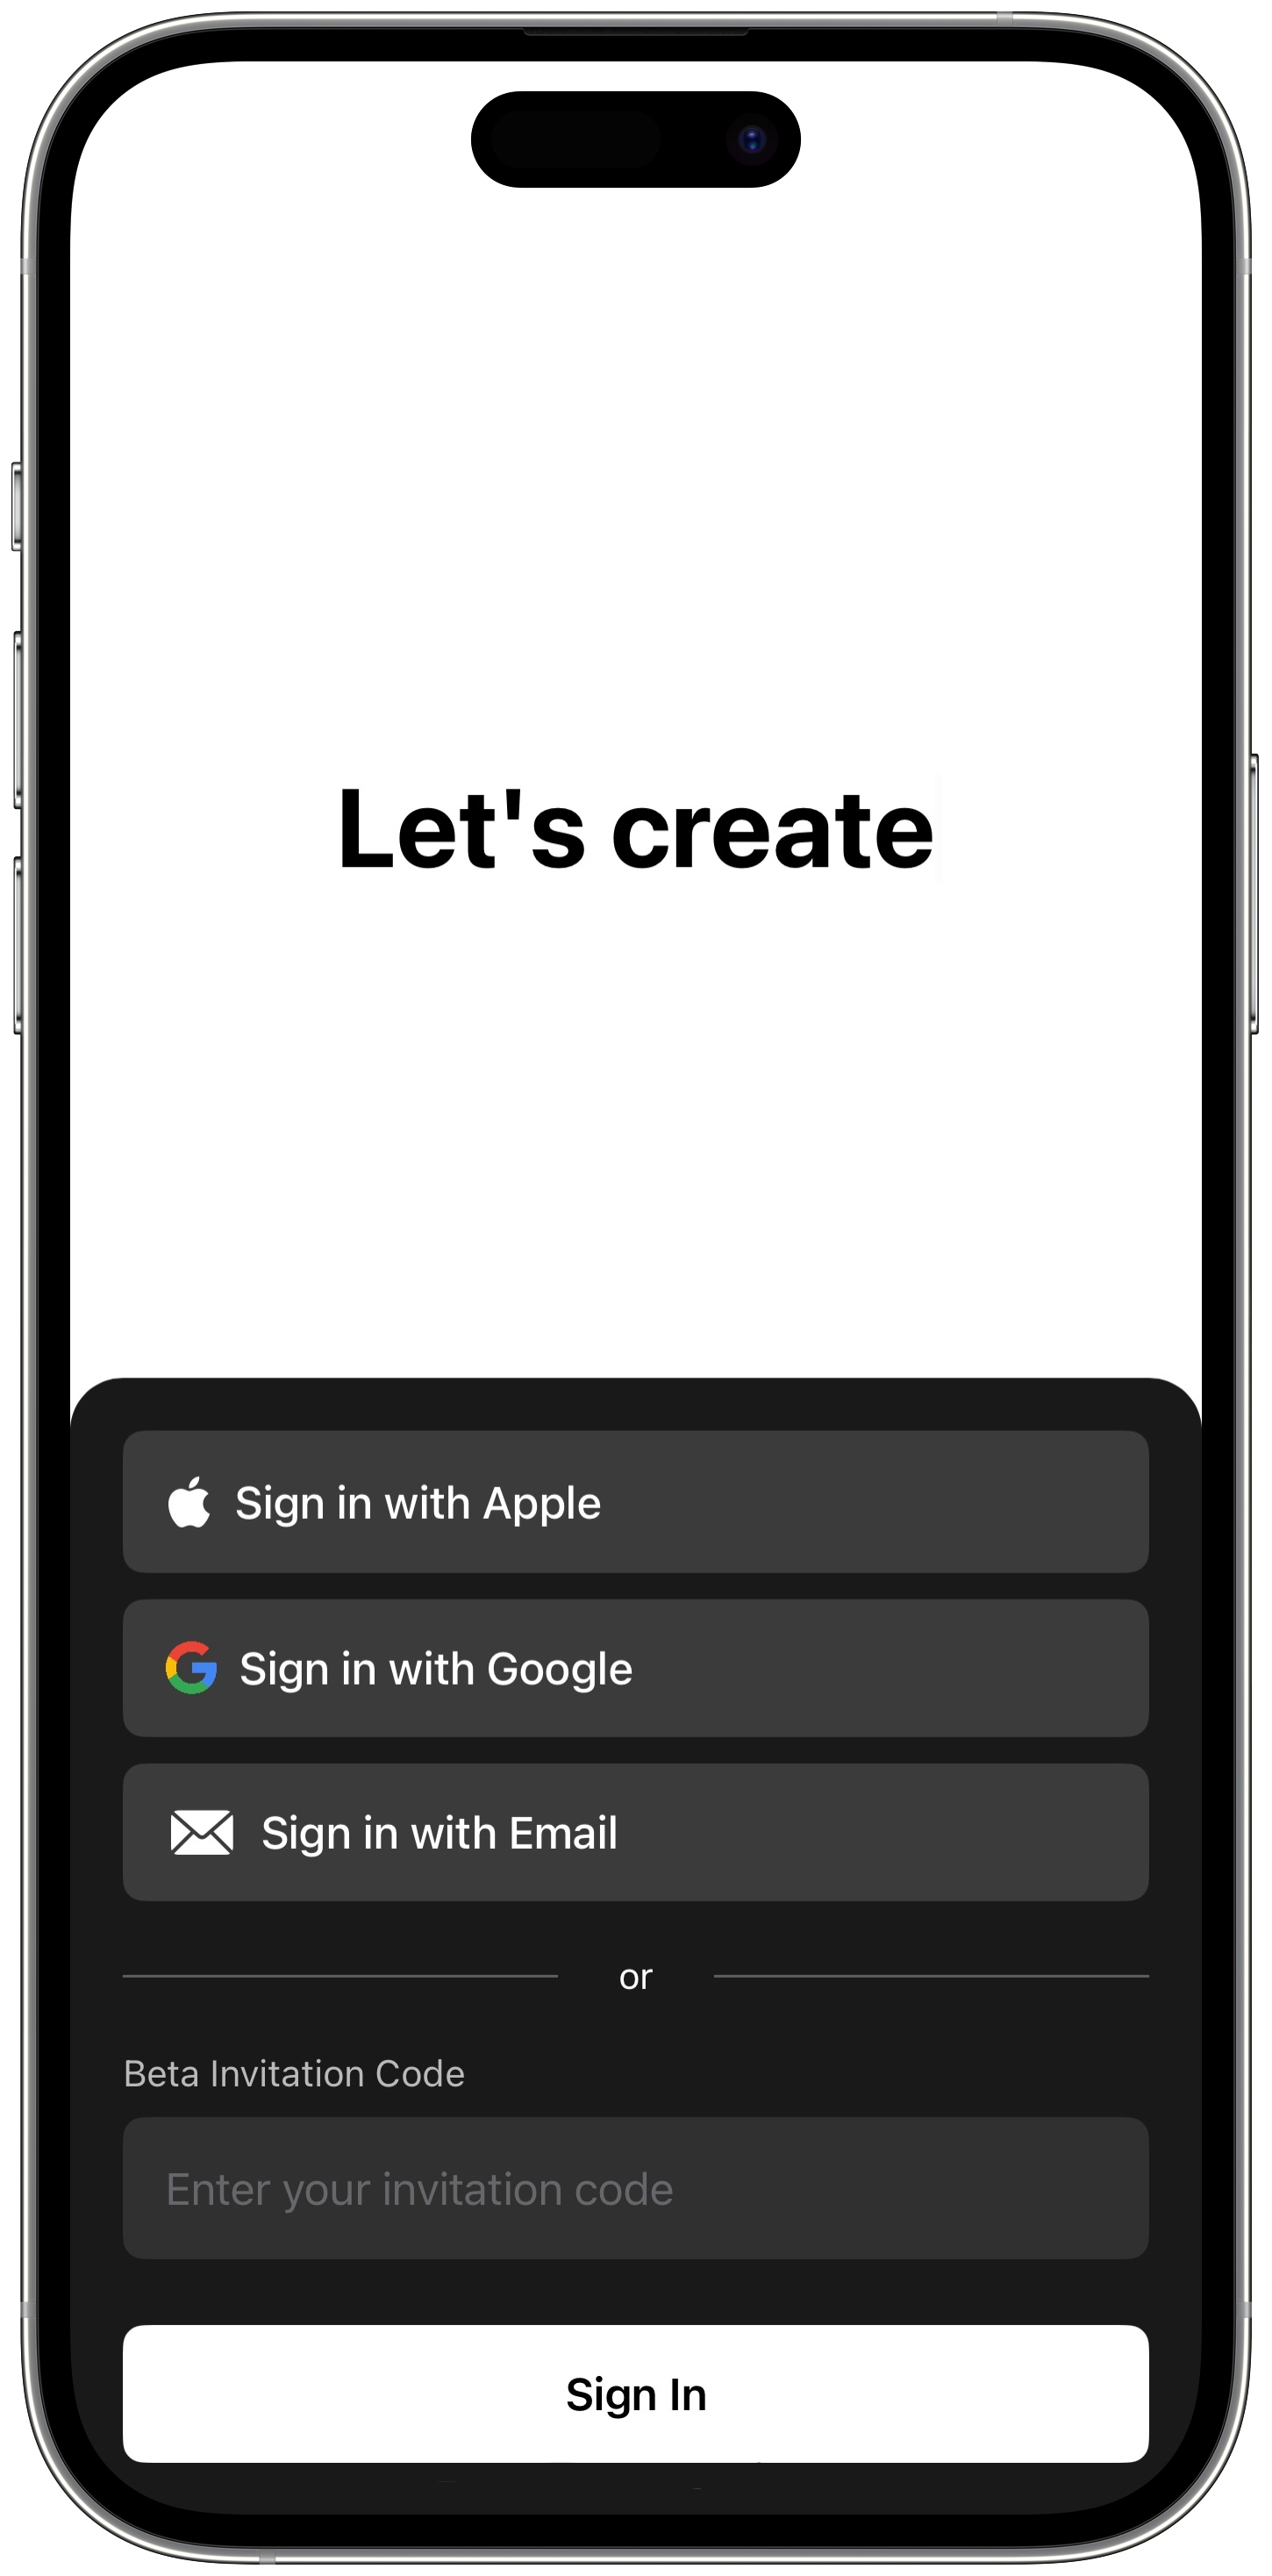 Let's create
Sign in with Apple
Sign in with Google
Sign in with Email
or
Beta Invitation Code
Enter your invitation code
Sign In